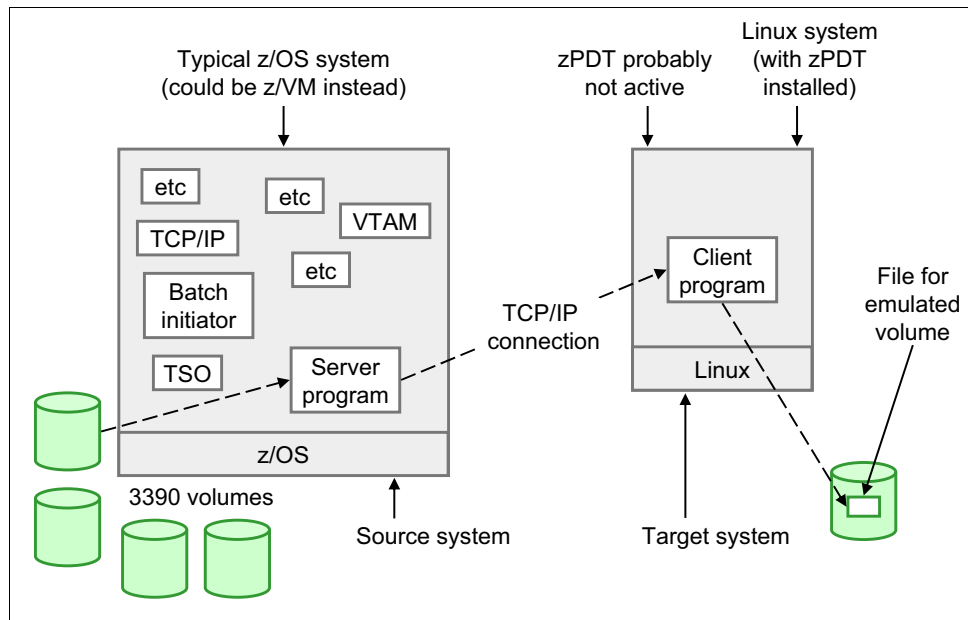 Typical z/OS system
(could be z/VM instead)
zPDT probably
not active
Linux system
(with zPDT
installed)
etc
etc
VTAM
TCP/IP
etc
Batch
initiator
TSO
Server
program
z/OS
3390 volumes
Source system
TCP/IP
connection
Client
program
Linux
Target system
File for
emulated
volume